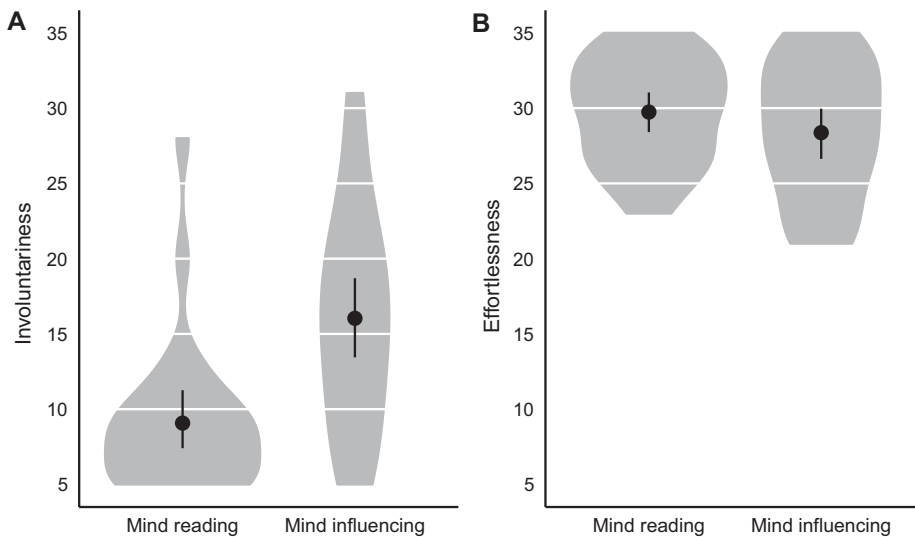 A
Involuntariness
35
30
25
20
15
10
5
Mind reading
Mind influencing
B
Effortlessness
35
30
25
20
15
10
5
Mind reading
Mind influencing